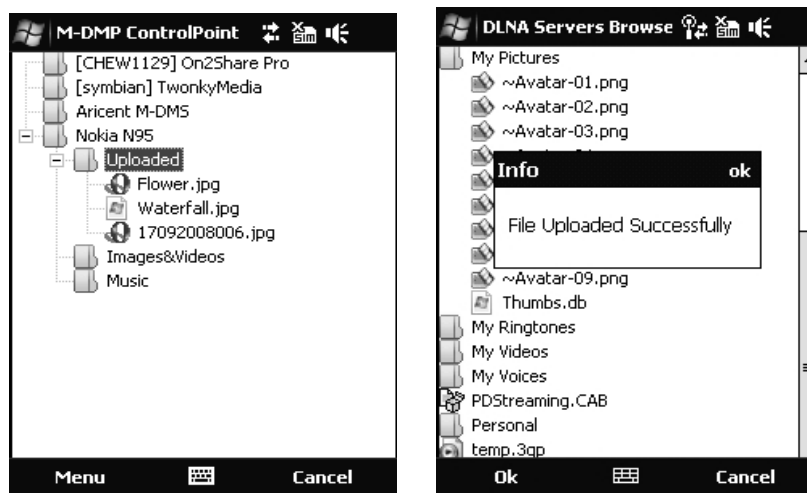 M-DMP ControlPoint
[CHEW1129] On2Share Pro
[symbian] TwonkyMedia
Aricent M-DMS
Nokia N95
Uploaded
Flower.jpg
Waterfall.jpg
17092008006.jpg
Images&Videos
Music
Menu
Cancel
DLNA Servers Browse
My Pictures
~Avatar-01.png
~Avatar-02.png
~Avatar-03.png
Info ok
File Uploaded Successfully
~Avatar-09.png
Thumbs.db
My Ringtones
My Videos
My Voices
PDStreaming.CAB
Personal
temp.3gp
Ok
Cancel